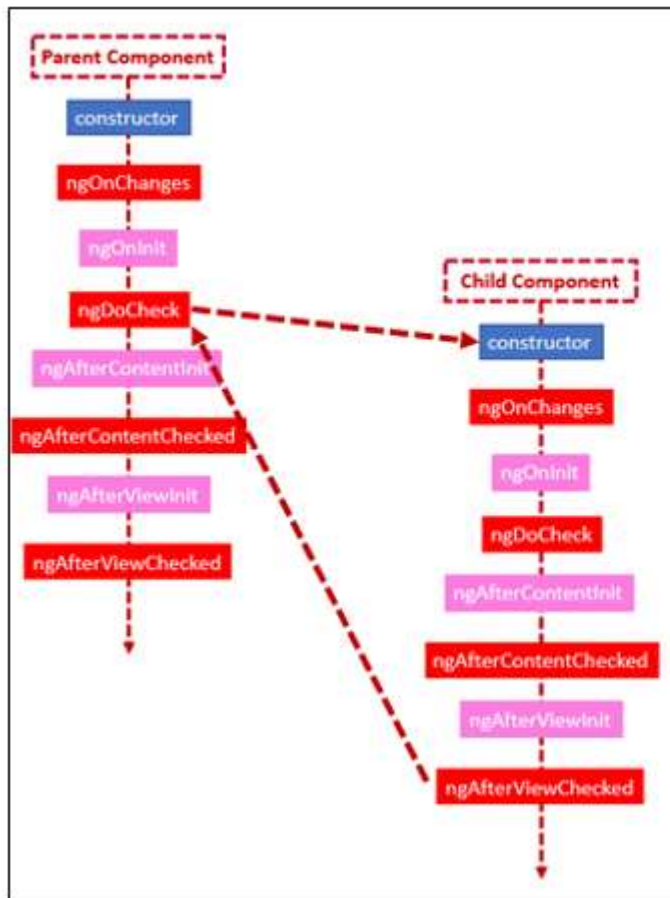 Parent Component
constructor
ngOnChanges
ngOnInit
ngDoCheck
ngAfterContentInit
ngAfterContentChecked
ngAfterViewInit
ngAfterViewChecked
Child Component
constructor
ngOnChanges
ngOnInit
ngDoCheck
ngAfterContentInit
ngAfterContentChecked
ngAfterViewInit
ngAfterViewChecked